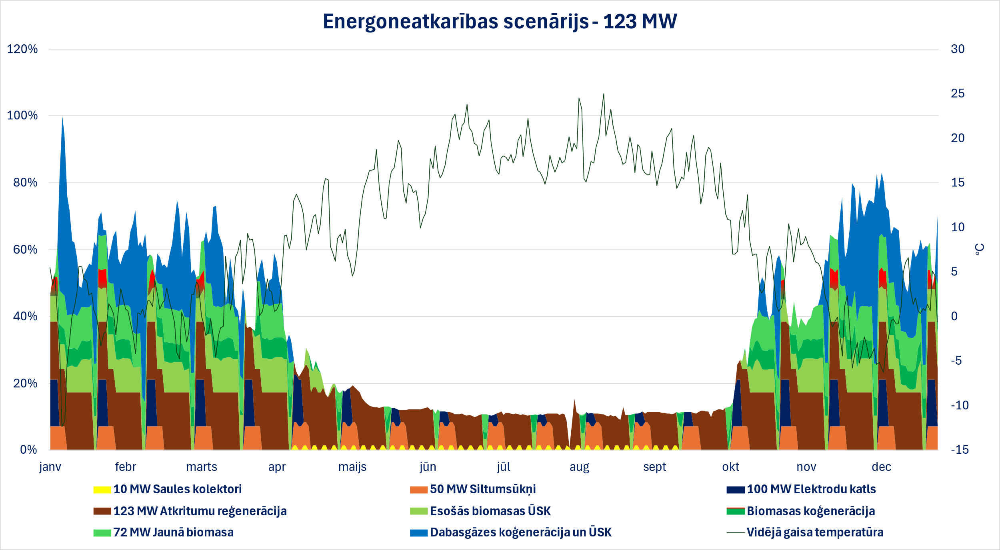 Energoneatkarības scenārijs - 123 MW
120%
100%
80%
60%
40%
20%
0%
30
25
20
15
10
5
0
-5
-10
-15
°C
janv febr marts apr maijs jūn jūl aug sept okt nov dec
10 MW Saules kolektori
50 MW Siltumsūkņi
100 MW Elektrodu katls
123 MW Atkritumu reģenerācija
Esošās biomasas ŪSK
Biomasas koģenerācija
72 MW Jaunā biomasa
Dabasgāzes koģenerācija un ŪSK
Vidējā gaisa temperatūra